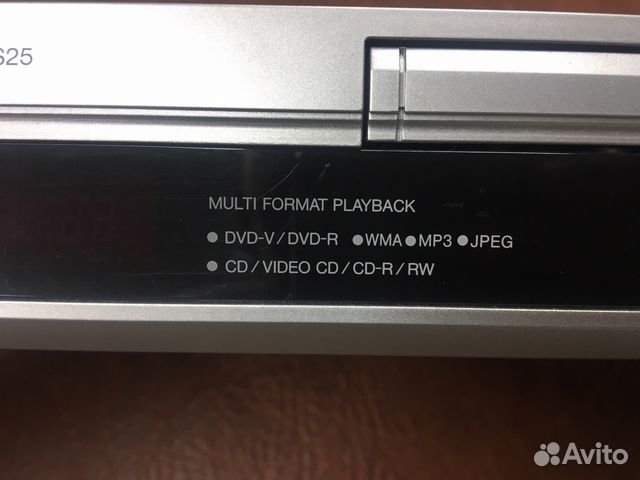 S25
MULTI FORMAT PLAYBACK
● DVD-V / DVD-R ●WMA●MP3●JPEG
● CD / VIDEO CD / CD-R / RW
Avito